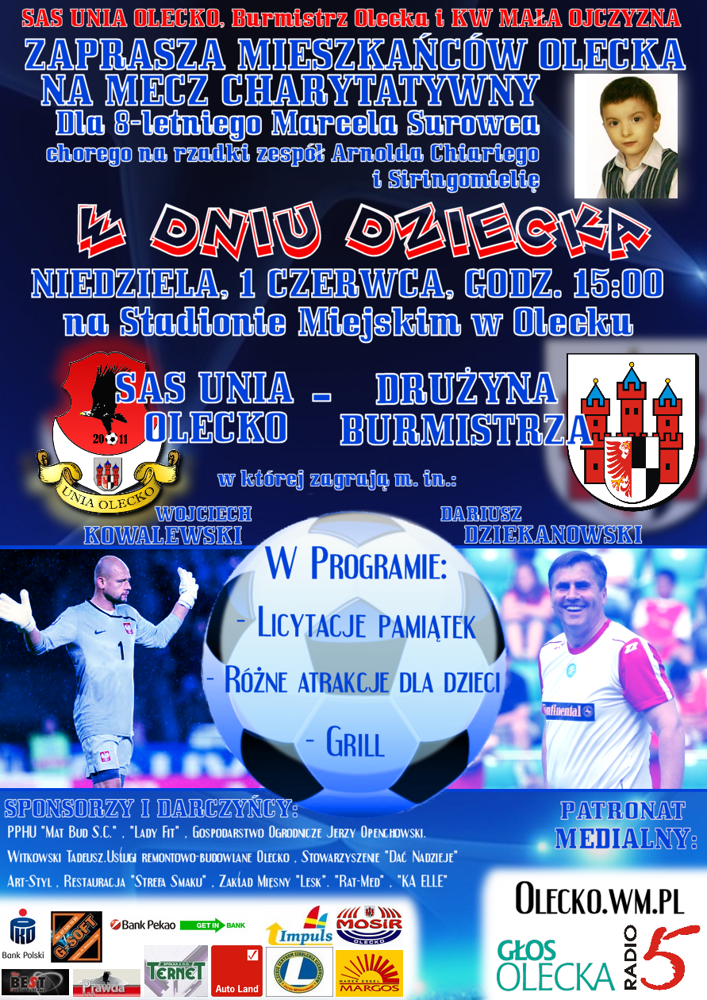 SAS UNIA OLECKO, Burmistrz Olecka i KW MAŁA OJCZYZNA
ZAPRASZA MIESZKAŃCÓW OLECKA
NA MECZ CHARYTATYWNY
Dla 8-letniego Marcela Surowca
chorego na rzadki zespół Arnolda Chiariego
i Siringomielię
W DNIU DZIECKA
NIEDZIELA, 1 CZERWCA, GODZ. 15:00
na Stadionie Miejskim w Olecku
SAS UNIA OLECKO
-
DRUŻYNA BURMISTRZA
2011
UNIA OLECKO
w której zagrają m. in.:
WOJCIECH
KOWALEWSKI
DARIUSZ
DZIEKANOWSKI
W Programie:
- Licytacje pamiątek
- Różne atrakcje dla dzieci
- Grill
1
Continental
SPONSORZY I DARCZYŃCY:
PPHU "Mat Bud S.C." , "Lady Fit" , Gospodarstwo Ogrodnicze Jerzy Openchowski.
Witkowski Tadeusz.Usługi remontowo-budowlane Olecko , Stowarzyszenie "Dać Nadzieje"
Art-Styl , Restauracja "Strefa Smaku" , Zakład Mięsny "Lesk". "Rat-Med" . "KA ELLE"
PATRONAT
MEDIALNY:
Olecko.wm.pl
GŁOS
OLECKA
RADIO 5
PKO
Bank Polski
G-SOFT
Bank Pekao
GET IN BANK
Impuls
MOSiR
OLECKO
BEST
Prawda
SPÓŁKA Z O.O.
TERNET
Auto Land
L
MAREK ESSEL
MARGOS